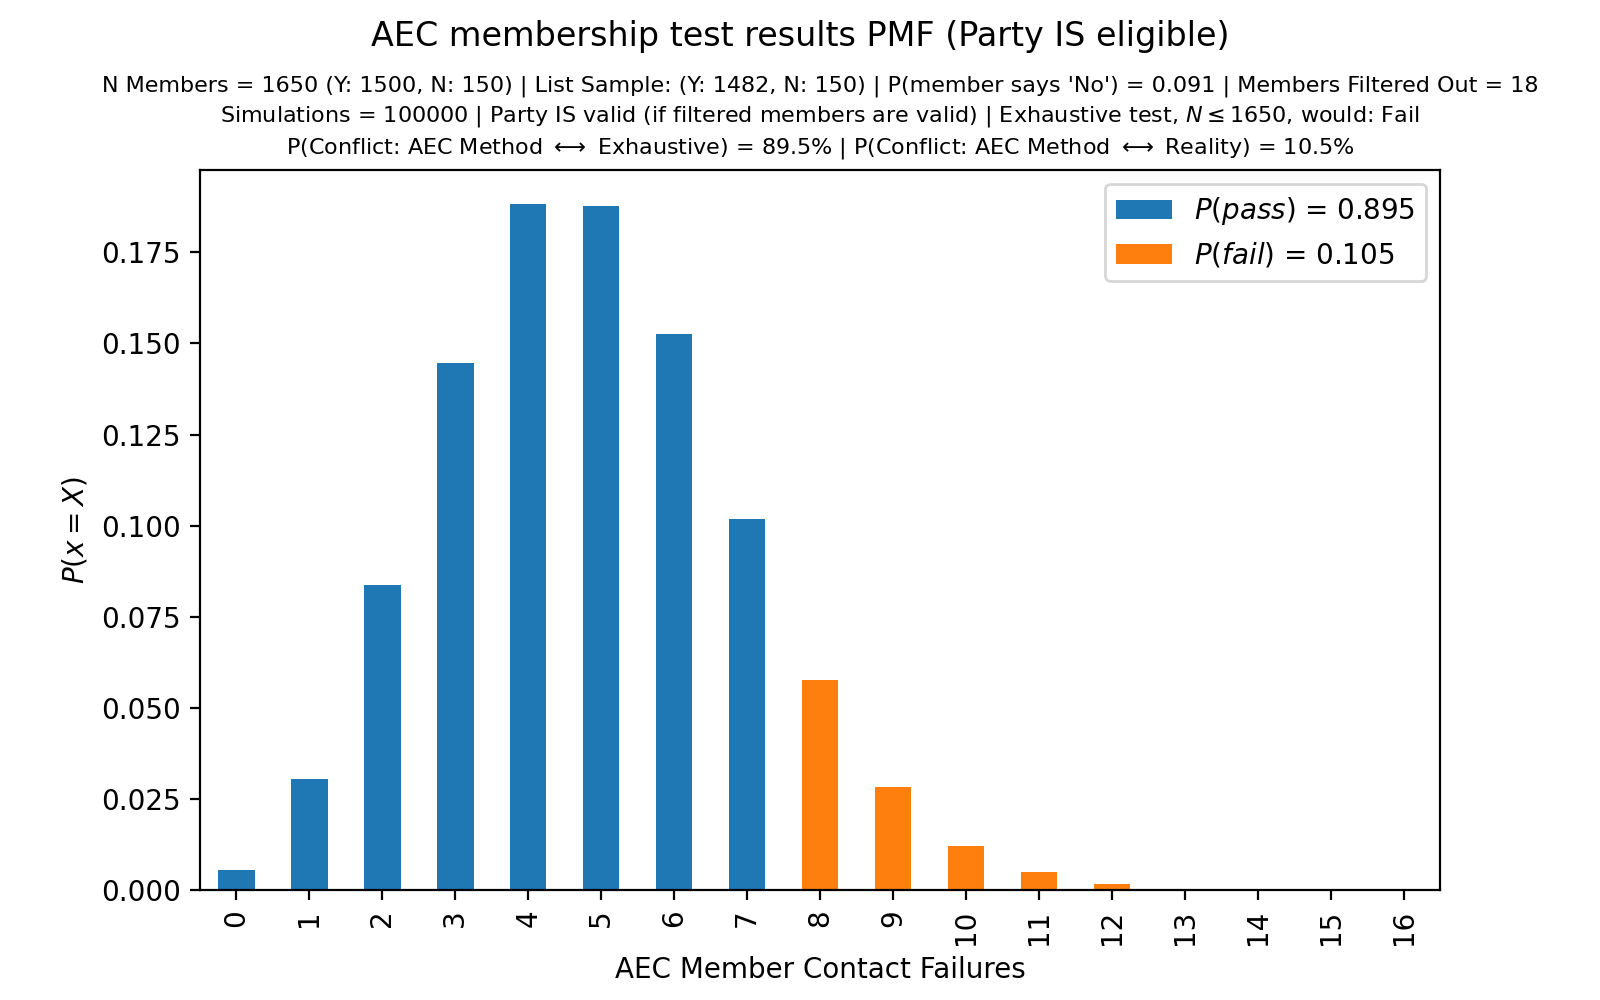 AEC membership test results PMF (Party IS eligible)
N Members = 1650 (Y: 1500, N: 150) | List Sample: (Y: 1482, N: 150) | P(member says 'No') = 0.091 | Members Filtered Out = 18
Simulations = 100000 | Party IS valid (if filtered members are valid) | Exhaustive test, N ≤ 1650, would: Fail
P(Conflict: AEC Method ⟷ Exhaustive) = 89.5% | P(Conflict: AEC Method ⟷ Reality) = 10.5%
P(pass) = 0.895
P(fail) = 0.105
0.175
0.150
0.125
0.100
0.075
0.050
0.025
0.000
P(x = X)
0 1 2 3 4 5 6 7 8 9 10 11 12 13 14 15 16
AEC Member Contact Failures